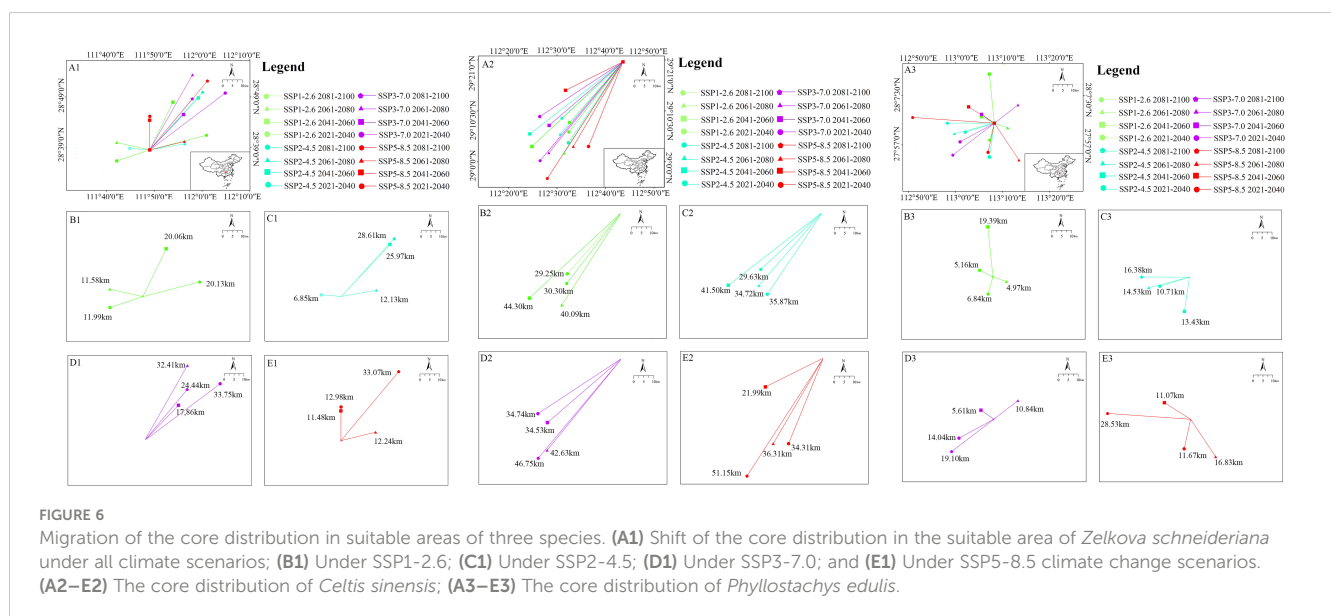 A1
111°40'0"E 111°50'0"E 112°0'0"E 112°10'0"E
28°49'0"N
28°39'0"N
28°49'0"N
28°39'0"N
N
0 5 10km
111°40'0"E 111°50'0"E 112°0'0"E 112°10'0"E
Legend
SSP1-2.6 2081-2100 SSP3-7.0 2081-2100
SSP1-2.6 2061-2080 SSP3-7.0 2061-2080
SSP1-2.6 2041-2060 SSP3-7.0 2041-2060
SSP1-2.6 2021-2040 SSP3-7.0 2021-2040
SSP2-4.5 2081-2100 SSP5-8.5 2081-2100
SSP2-4.5 2061-2080 SSP5-8.5 2061-2080
SSP2-4.5 2041-2060 SSP5-8.5 2041-2060
SSP2-4.5 2021-2040 SSP5-8.5 2021-2040
A2
112°20'0"E 112°30'0"E 112°40'0"E 112°50'0"E
29°21'0"N
29°10'30"N
29°0'0"N
29°21'0"N
29°10'30"N
29°0'0"N
N
112°20'0"E 112°30'0"E 112°40'0"E 112°50'0"E
Legend
SSP1-2.6 2081-2100 SSP3-7.0 2081-2100
SSP1-2.6 2061-2080 SSP3-7.0 2061-2080
SSP1-2.6 2041-2060 SSP3-7.0 2041-2060
SSP1-2.6 2021-2040 SSP3-7.0 2021-2040
SSP2-4.5 2081-2100 SSP5-8.5 2081-2100
SSP2-4.5 2061-2080 SSP5-8.5 2061-2080
SSP2-4.5 2041-2060 SSP5-8.5 2041-2060
SSP2-4.5 2021-2040 SSP5-8.5 2021-2040
A3
112°50'0"E 113°0'0"E 113°10'0"E 113°20'0"E
28°7'30"N
27°57'0"N
28°7'30"N
27°57'0"N
N
112°50'0"E 113°0'0"E 113°10'0"E 113°20'0"E
Legend
SSP1-2.6 2081-2100 SSP3-7.0 2081-2100
SSP1-2.6 2061-2080 SSP3-7.0 2061-2080
SSP1-2.6 2041-2060 SSP3-7.0 2041-2060
SSP1-2.6 2021-2040 SSP3-7.0 2021-2040
SSP2-4.5 2081-2100 SSP5-8.5 2081-2100
SSP2-4.5 2061-2080 SSP5-8.5 2061-2080
SSP2-4.5 2041-2060 SSP5-8.5 2041-2060
SSP2-4.5 2021-2040 SSP5-8.5 2021-2040
B1
N
20.06km
11.58km
20.13km
11.99km
C1
N
28.61km
25.97km
6.85km
12.13km
B2
N
29.25km
30.30km
44.30km
40.09km
C2
N
29.63km
41.50km
34.72km
35.87km
B3
N
19.39km
5.16km
6.84km
4.97km
C3
N
16.38km
14.53km
10.71km
13.43km
D1
N
32.41km
24.44km
33.75km
17.86km
E1
N
33.07km
12.98km
11.48km
12.24km
D2
N
34.74km
34.53km
46.75km
42.63km
E2
N
21.99km
34.31km
36.31km
51.15km
D3
N
5.61km
10.84km
14.04km
19.10km
E3
N
11.07km
28.53km
11.67km
16.83km
FIGURE 6
Migration of the core distribution in suitable areas of three species. (A1) Shift of the core distribution in the suitable area of Zelkova schneideriana
under all climate scenarios; (B1) Under SSP1-2.6; (C1) Under SSP2-4.5; (D1) Under SSP3-7.0; and (E1) Under SSP5-8.5 climate change scenarios.
(A2–E2) The core distribution of Celtis sinensis; (A3–E3) The core distribution of Phyllostachys edulis.